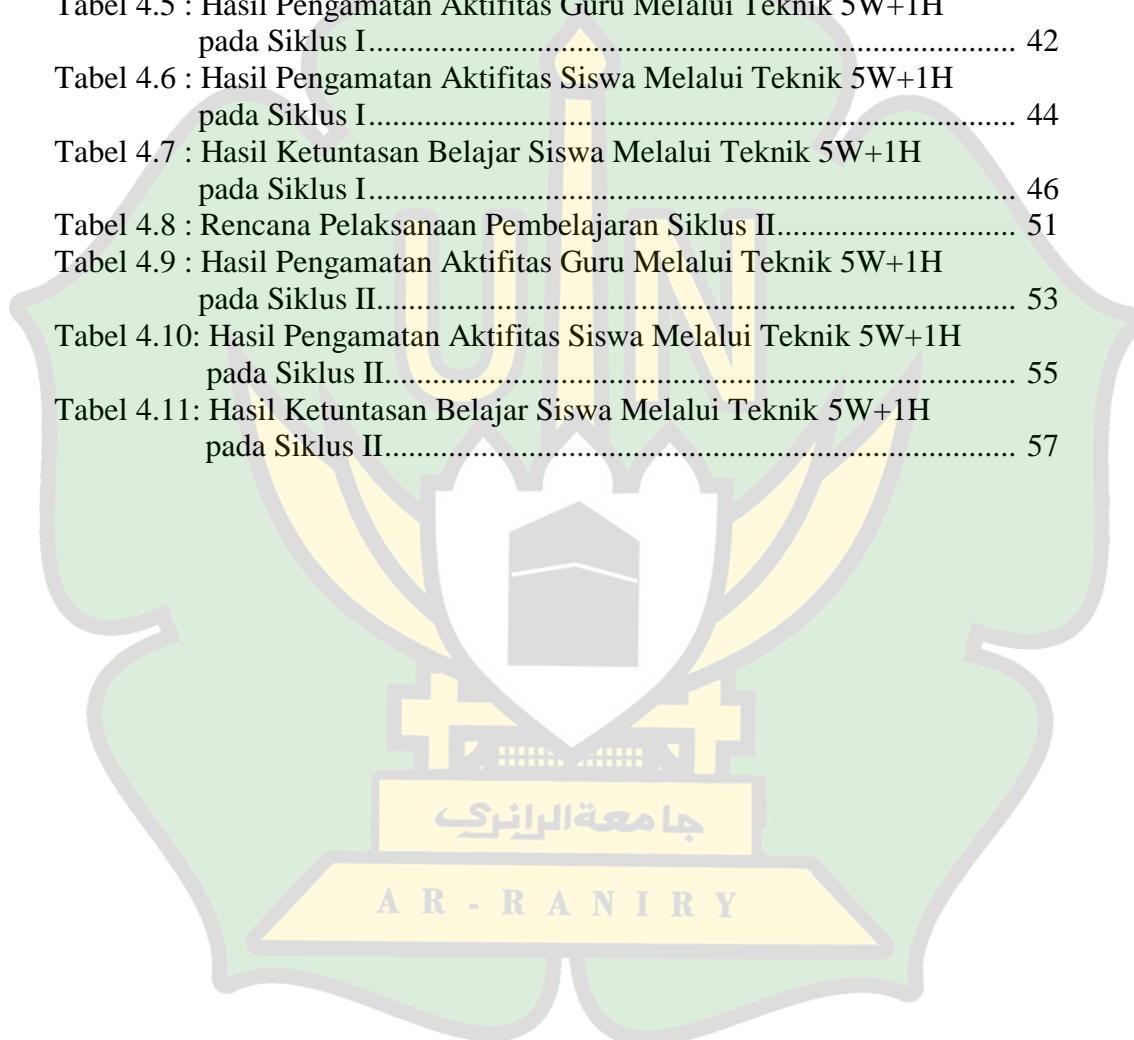 Tabel 4.5 : Hasil Pengamatan Aktifitas Guru Melalui Teknik 5W+1H
pada Siklus I.................................................................................. 42
Tabel 4.6 : Hasil Pengamatan Aktifitas Siswa Melalui Teknik 5W+1H
pada Siklus I.................................................................................. 44
Tabel 4.7 : Hasil Ketuntasan Belajar Siswa Melalui Teknik 5W+1H
pada Siklus I.................................................................................. 46
Tabel 4.8 : Rencana Pelaksanaan Pembelajaran Siklus II.............................. 51
Tabel 4.9 : Hasil Pengamatan Aktifitas Guru Melalui Teknik 5W+1H
pada Siklus II................................................................................. 53
Tabel 4.10: Hasil Pengamatan Aktifitas Siswa Melalui Teknik 5W+1H
pada Siklus II................................................................................ 55
Tabel 4.11: Hasil Ketuntasan Belajar Siswa Melalui Teknik 5W+1H
pada Siklus II................................................................................ 57
UIN
جامعةالرانرك
AR-RANIRY